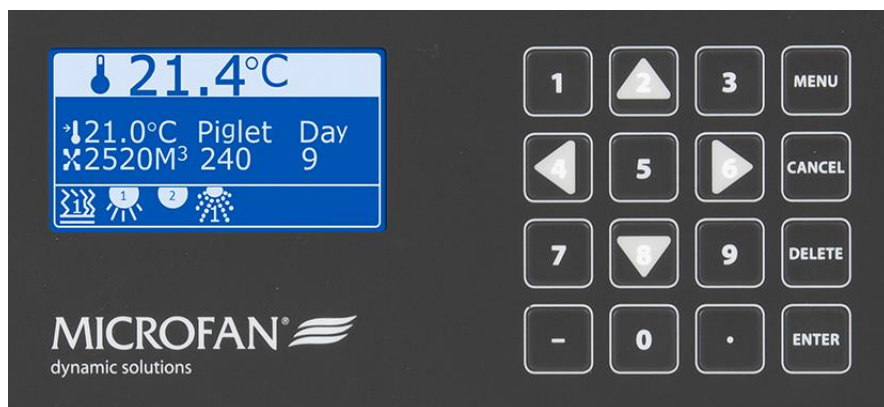 21.4°C
21.0°C Piglet Day
2520M³ 240 9
1 1 2 1
MICROFAN®
dynamic solutions
1 2 3 MENU
4 5 6 CANCEL
7 8 9 DELETE
- 0 . ENTER